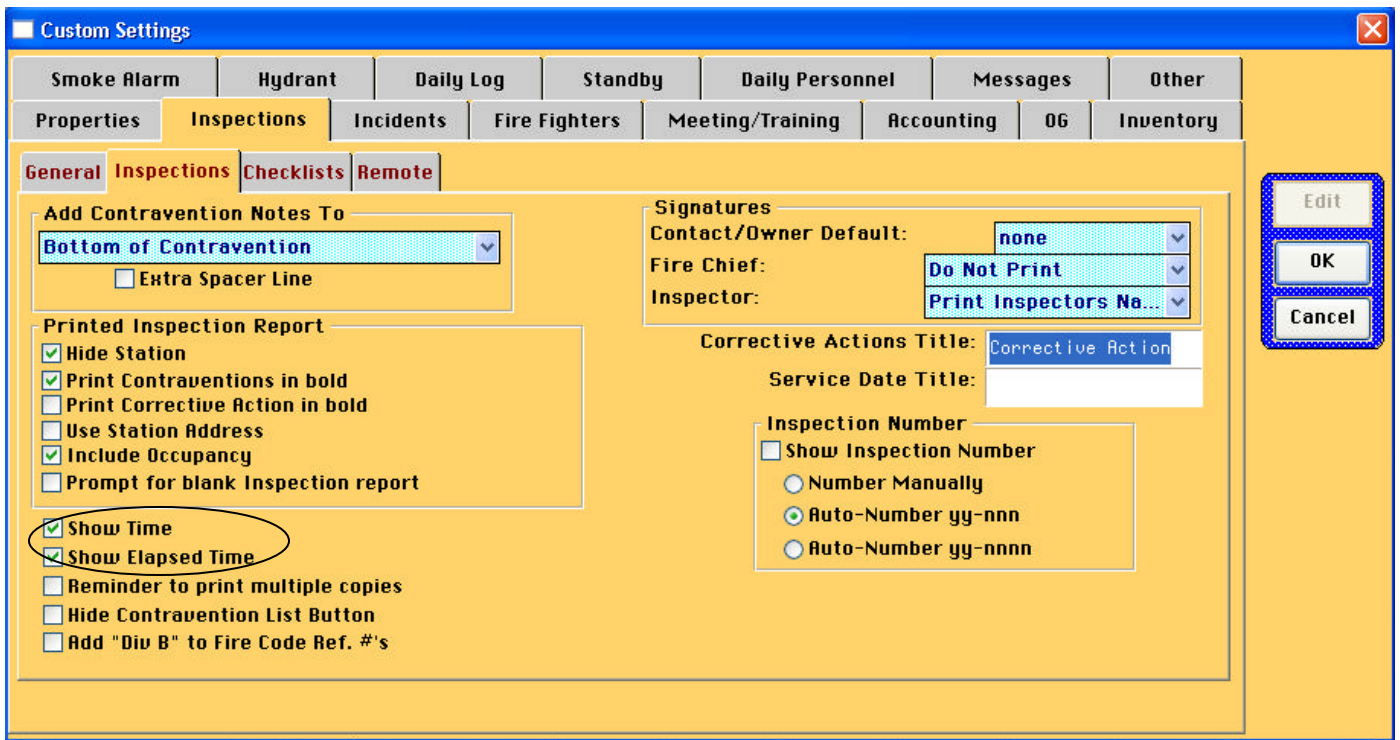 Custom Settings
Smoke Alarm Hydrant Daily Log Standby Daily Personnel Messages Other
Properties Inspections Incidents Fire Fighters Meeting/Training Accounting OG Inventory
General Inspections Checklists Remote
Add Contravention Notes To
Bottom of Contravention
Extra Spacer Line
Printed Inspection Report
Hide Station
Print Contraventions in bold
Print Corrective Action in bold
Use Station Address
Include Occupancy
Prompt for blank Inspection report
Show Time
Show Elapsed Time
Reminder to print multiple copies
Hide Contravention List Button
Add "Div B" to Fire Code Ref. #'s
Signatures
Contact/Owner Default: none
Fire Chief: Do Not Print
Inspector: Print Inspectors Na...
Corrective Actions Title: Corrective Action
Service Date Title:
Inspection Number
Show Inspection Number
Number Manually
Auto-Number yy-nnn
Auto-Number yy-nnnn
Edit
OK
Cancel